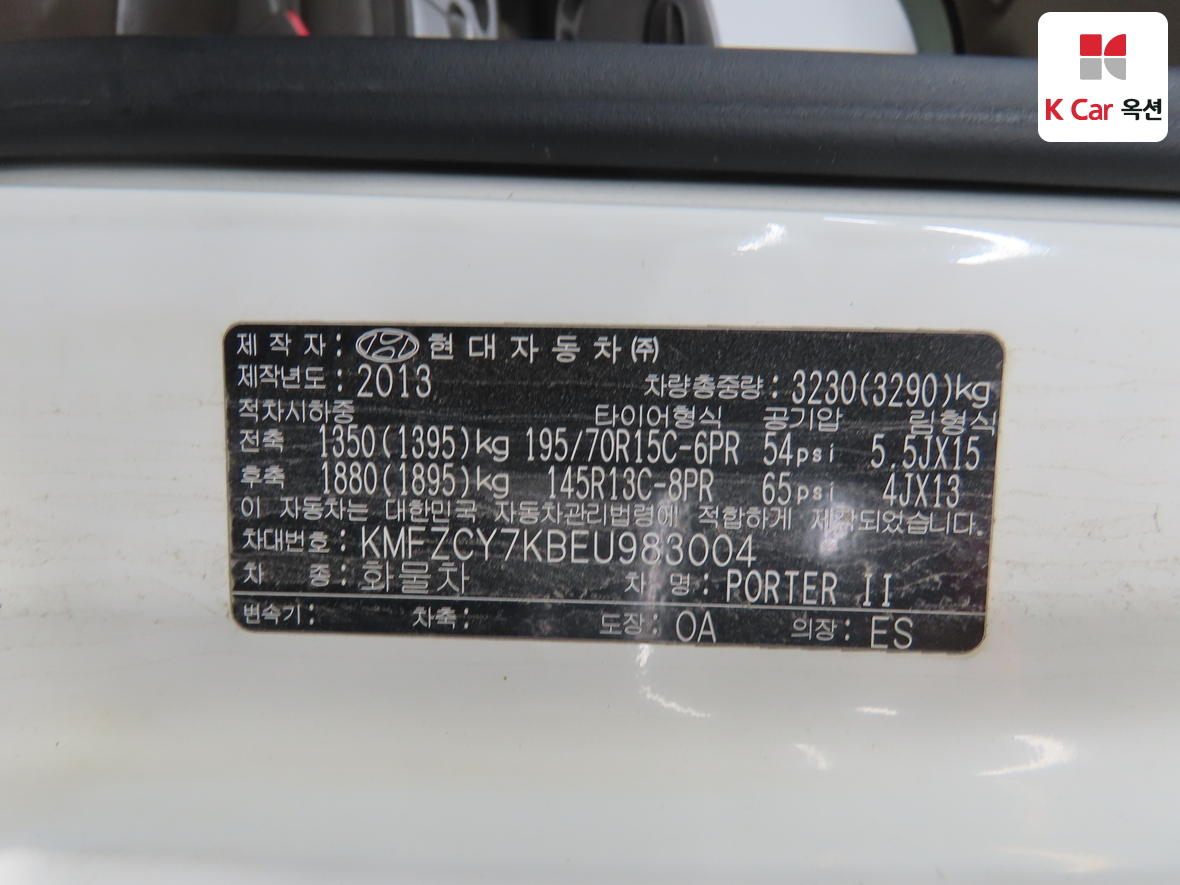 K Car 옥션
제 작 자 : 현 대 자 동 차 ㈜
제작년도 : 2013 차량총중량 : 3230(3290)kg
적차시하중 타이어형식 공기압 림형식
전축 1350(1395)kg 195/70R15C-6PR 54psi 5.5JX15
후축 1880(1895)kg 145R13C-8PR 65psi 4JX13
이 자동차는 대한민국 자동차관리법령에 적합하게 제작되었습니다.
차대번호 : KMFZCY7KBEU983004
차 종 : 화물차 차 명 : PORTER II
변속기 : 차축 : 도장 : OA 의장 : ES